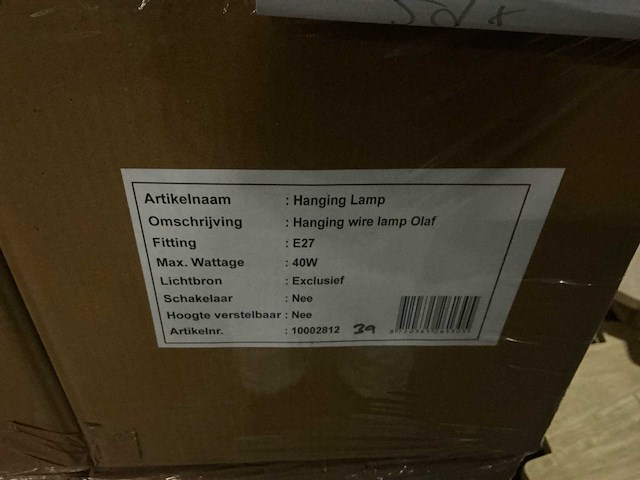 Artikelnaam : Hanging Lamp
Omschrijving : Hanging wire lamp Olaf
Fitting : E27
Max. Wattage : 40W
Lichtbron : Exclusief
Schakelaar : Nee
Hoogte verstelbaar : Nee
Artikelnr. : 10002812 39